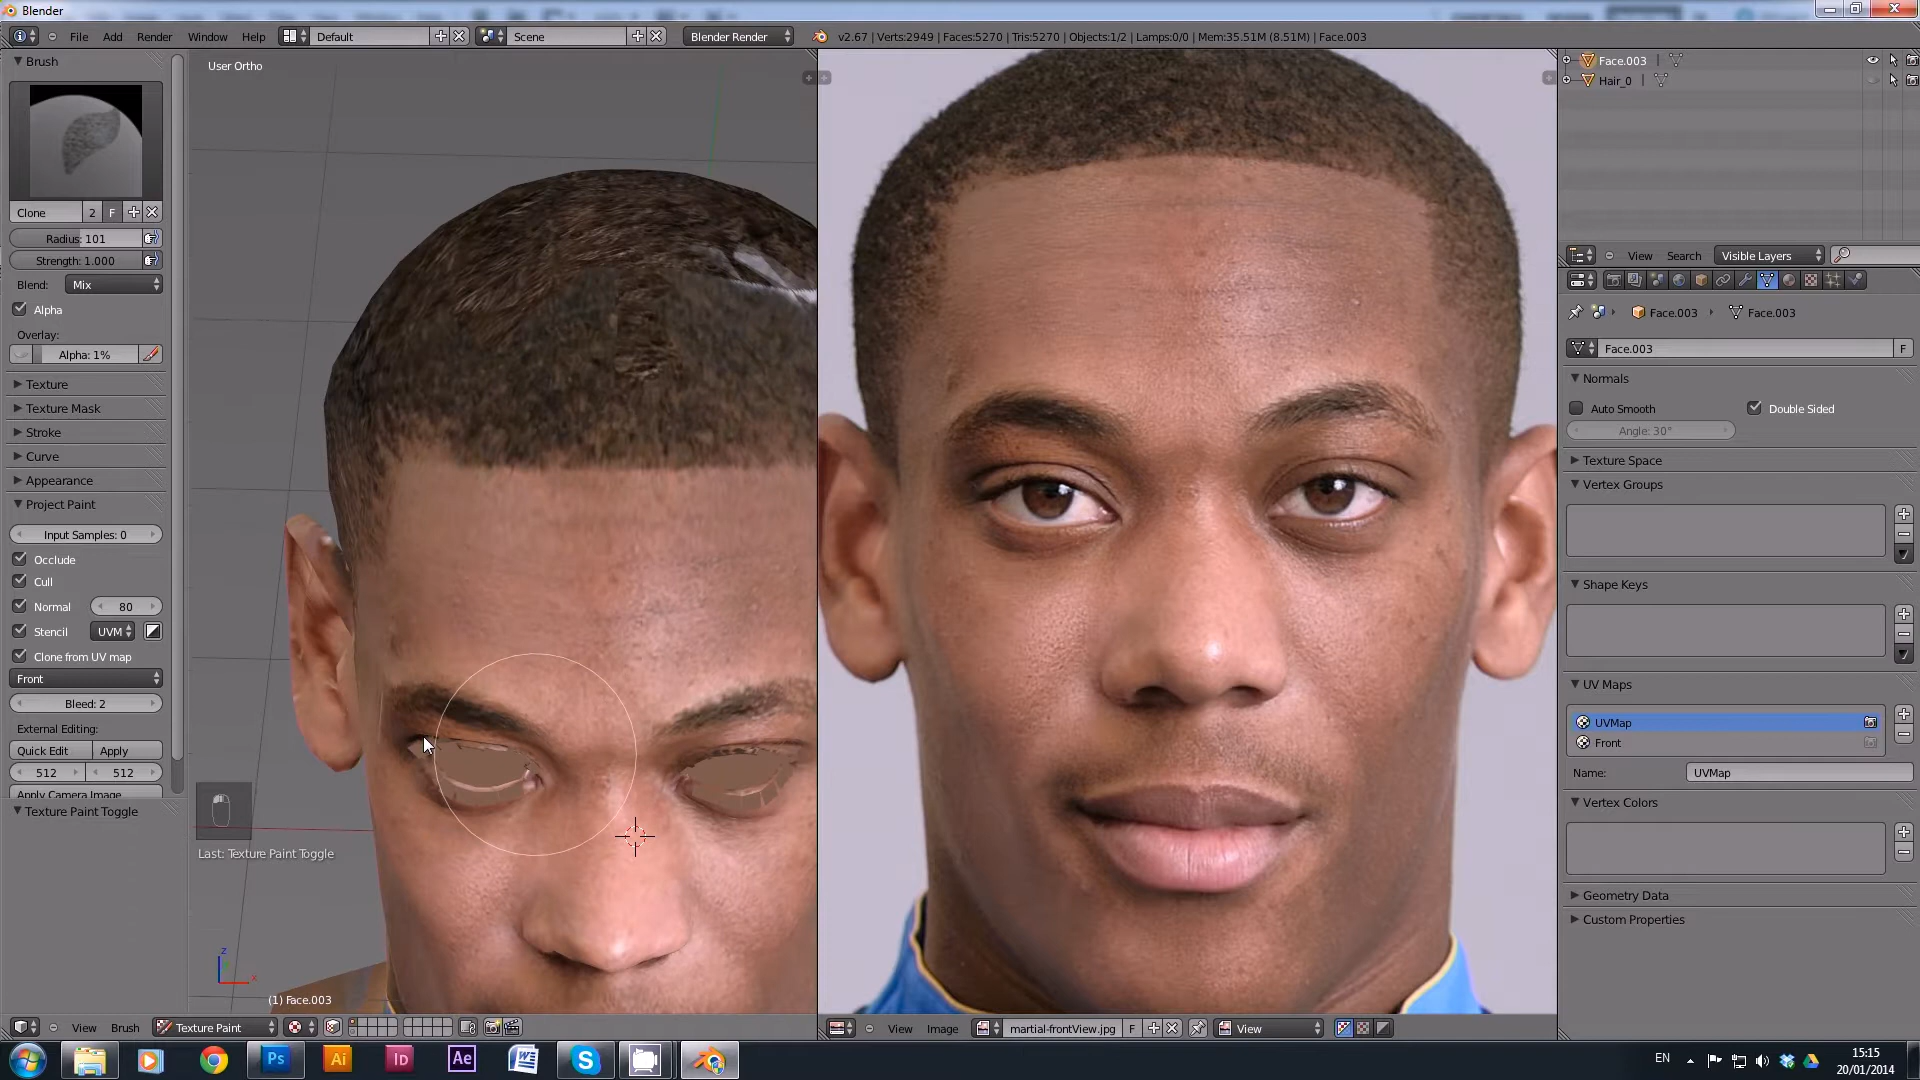 Blender
File Add Render Window Help Default Scene Blender Render v2.67 | Verts:2949 | Faces:5270 | Tris:5270 | Objects:1/2 | Lamps:0/0 | Mem:35.51M (8.51M) | Face.003
Brush
Clone 2 F
Radius: 101
Strength: 1.000
Blend: Mix
Alpha
Overlay:
Alpha: 1%
Texture
Texture Mask
Stroke
Curve
Appearance
Project Paint
Input Samples: 0
Occlude
Cull
Normal 80
Stencil UVM
Clone from UV map
Front
Bleed: 2
External Editing:
Quick Edit Apply
512 512
Apply Camera Image
Texture Paint Toggle
User Ortho
Last: Texture Paint Toggle
z
x
(1) Face.003
View Brush Texture Paint
View Image martial-frontView.jpg F View
Face.003
Hair_0
View Search Visible Layers
Face.003 Face.003
Face.003 F
Normals
Auto Smooth Double Sided
Angle: 30°
Texture Space
Vertex Groups
Shape Keys
UV Maps
UVMap
Front
Name: UVMap
Vertex Colors
Geometry Data
Custom Properties
Ps Ai Id Ae W S
EN 15:15
20/01/2014